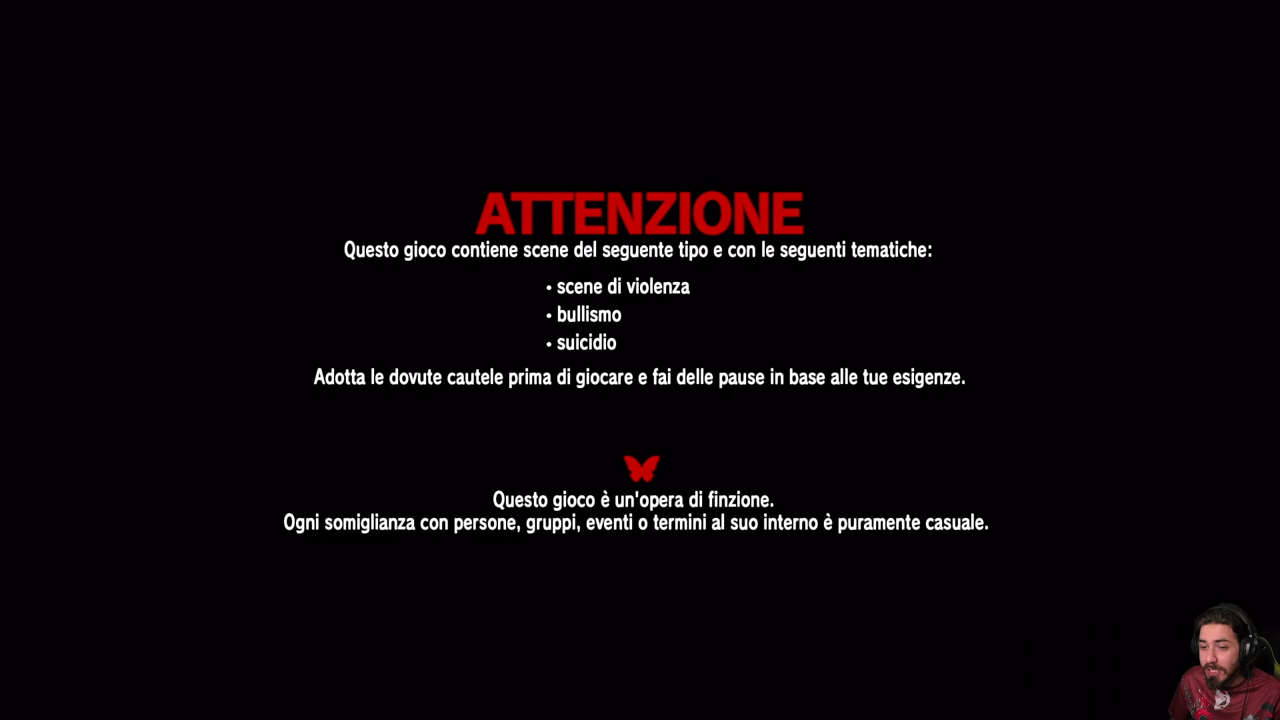 ATTENZIONE
Questo gioco contiene scene del seguente tipo e con le seguenti tematiche:
• scene di violenza
• bullismo
• suicidio
Adotta le dovute cautele prima di giocare e fai delle pause in base alle tue esigenze.
Questo gioco è un'opera di finzione.
Ogni somiglianza con persone, gruppi, eventi o termini al suo interno è puramente casuale.